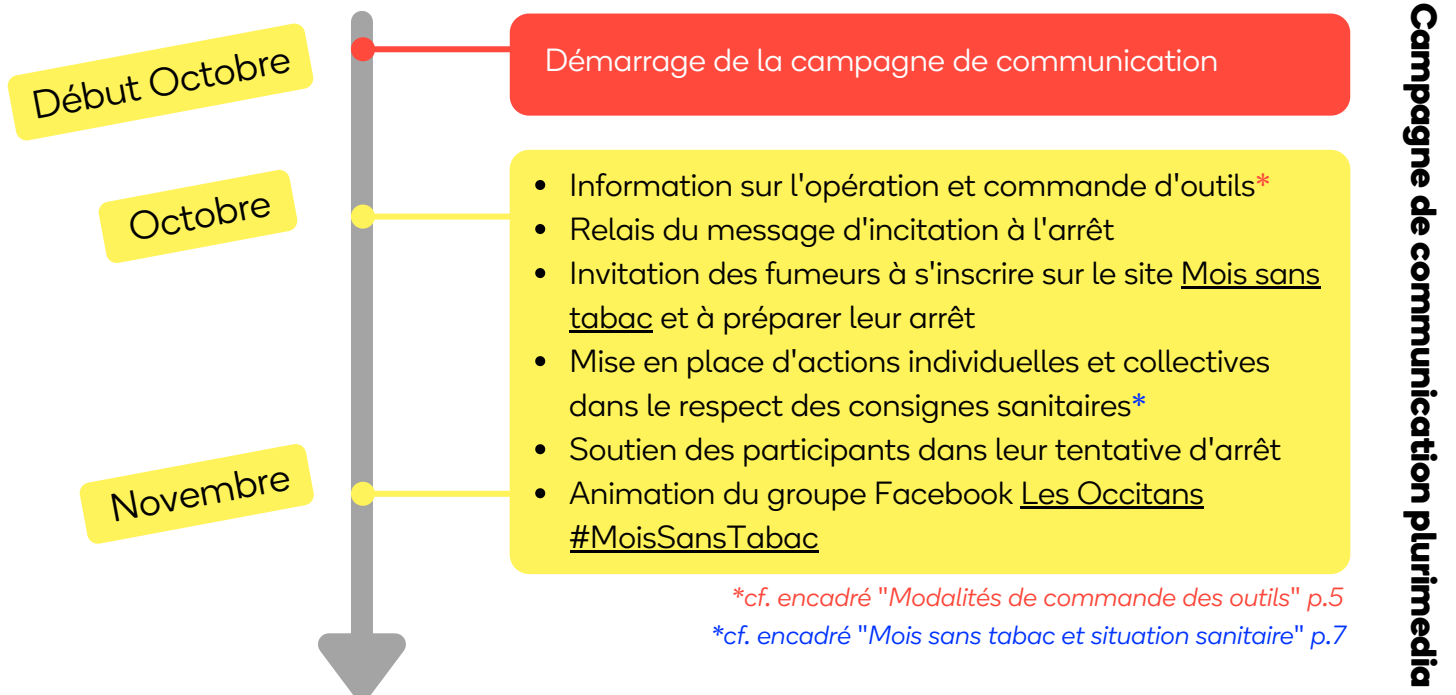 Début Octobre
Démarrage de la campagne de communication
Octobre
Novembre
• Information sur l'opération et commande d'outils*
• Relais du message d'incitation à l'arrêt
• Invitation des fumeurs à s'inscrire sur le site Mois sans
tabac et à préparer leur arrêt
• Mise en place d'actions individuelles et collectives
dans le respect des consignes sanitaires*
• Soutien des participants dans leur tentative d'arrêt
• Animation du groupe Facebook Les Occitans
#MoisSansTabac
*cf. encadré "Modalités de commande des outils" p.5
*cf. encadré "Mois sans tabac et situation sanitaire" p.7
Campagne de communication plurimedia